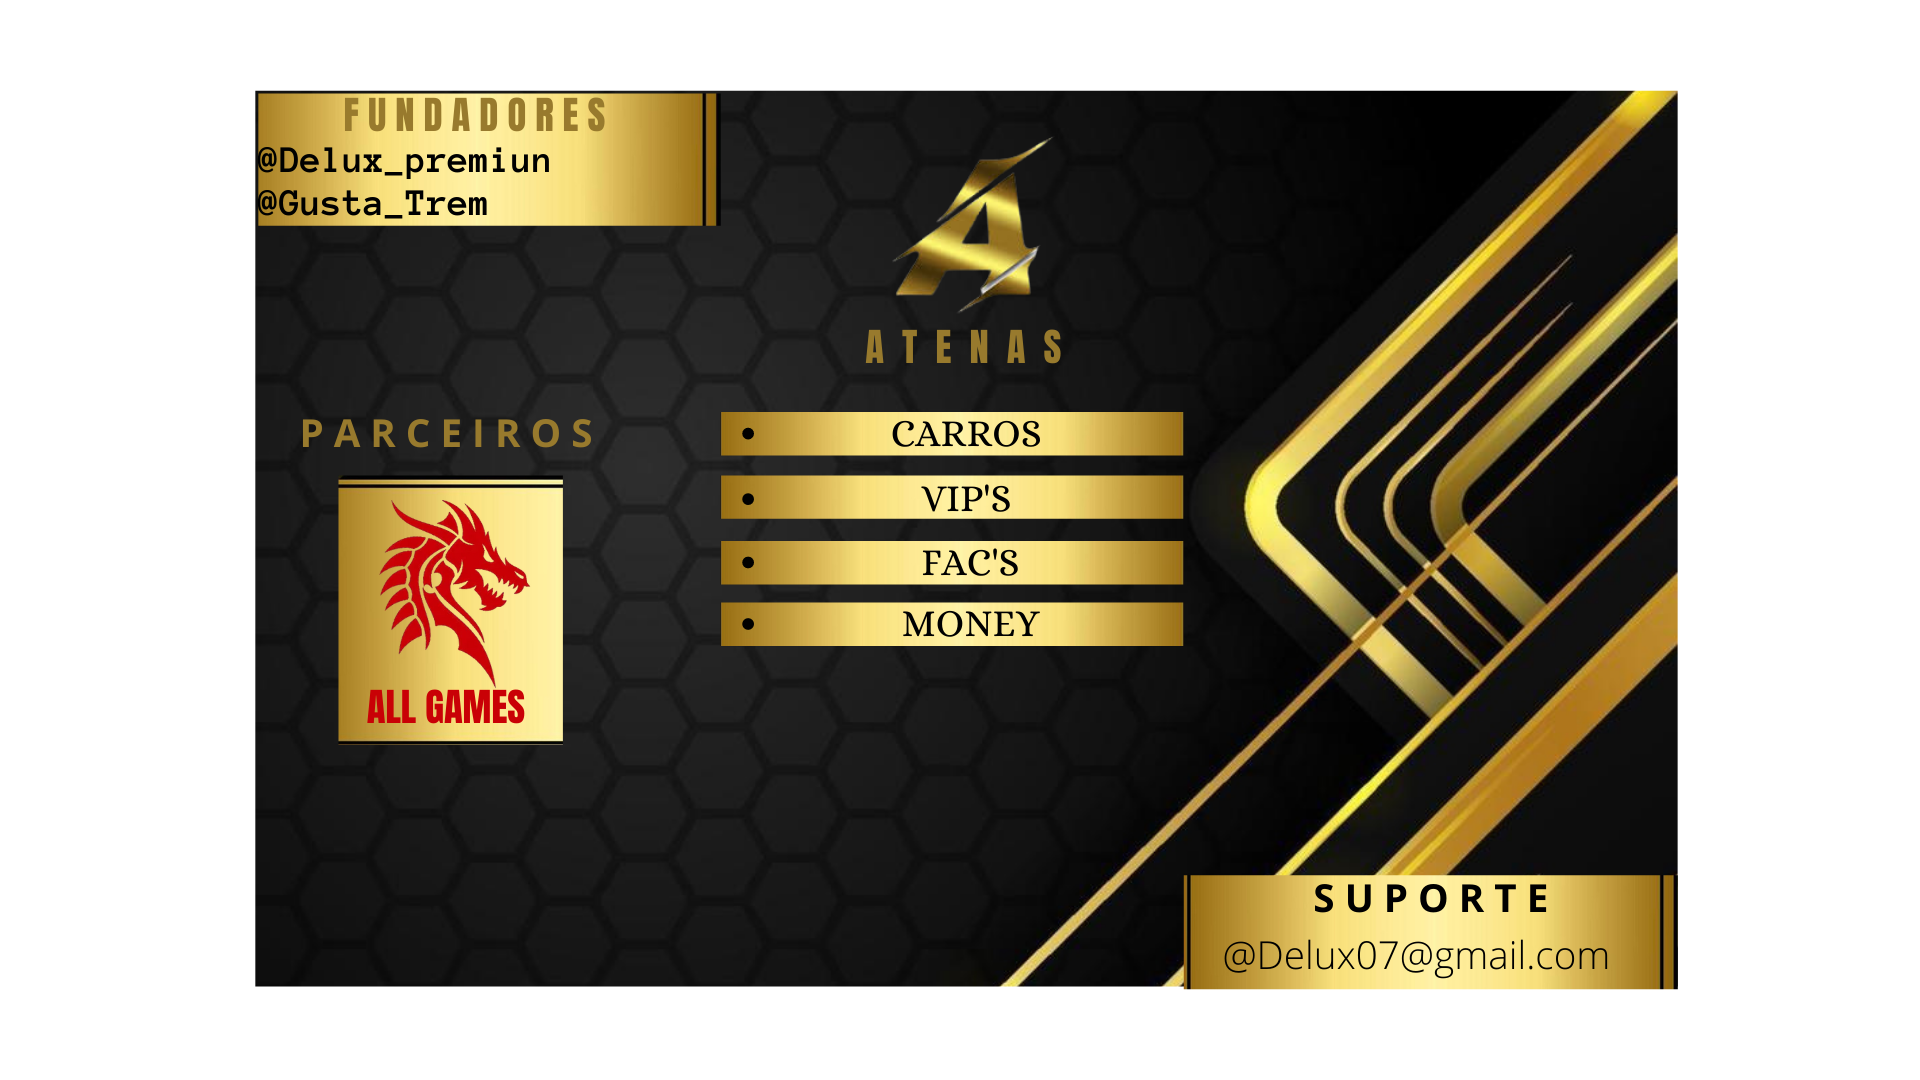 FUNDADORES
@Delux_premiun
@Gusta_Trem
A
ATENAS
PARCEIROS
ALL GAMES
• CARROS
• VIP'S
• FAC'S
• MONEY
SUPORTE
@Delux07@gmail.com